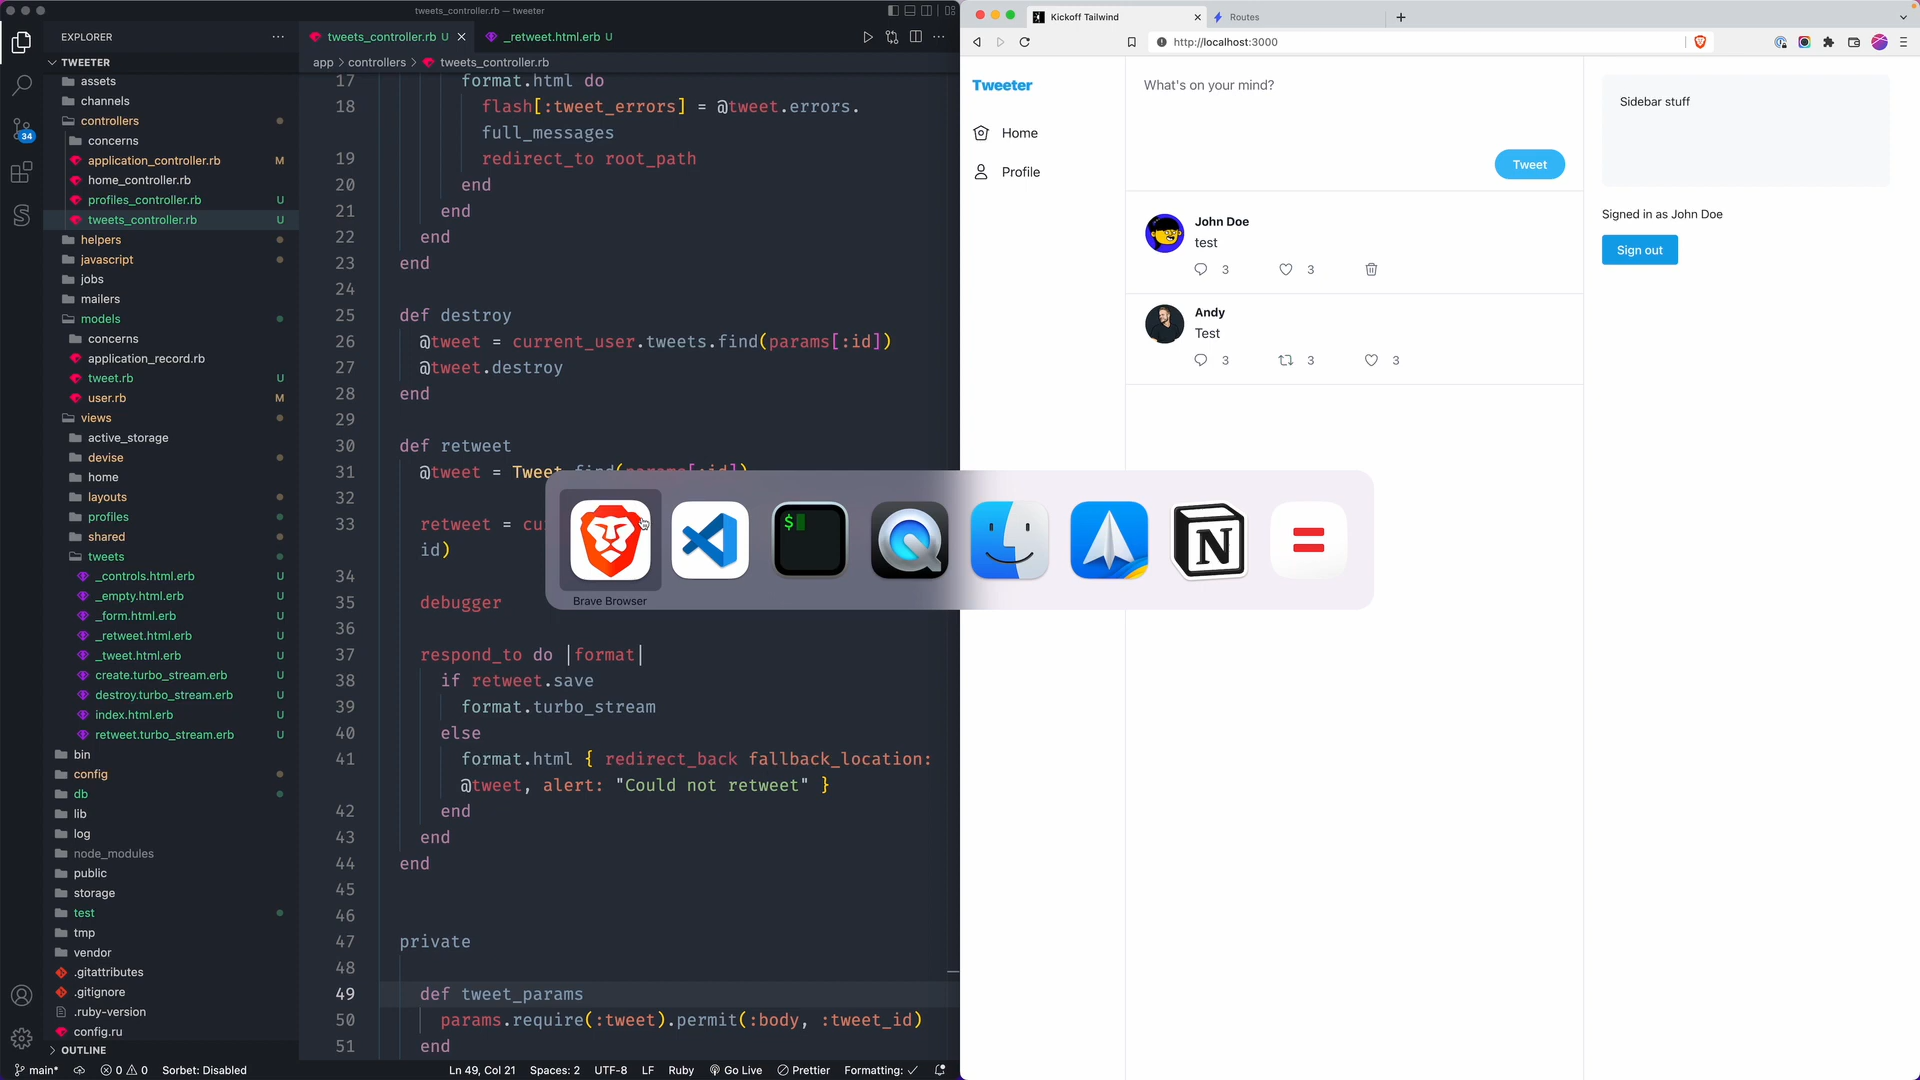 tweets_controller.rb — tweeter
EXPLORER
TWEETER
assets
channels
controllers
concerns
application_controller.rb M
home_controller.rb
profiles_controller.rb U
tweets_controller.rb U
helpers
javascript
jobs
mailers
models
concerns
application_record.rb
tweet.rb U
user.rb M
views
active_storage
devise
home
layouts
profiles
shared
tweets
_controls.html.erb U
_empty.html.erb U
_form.html.erb U
_retweet.html.erb U
_tweet.html.erb U
create.turbo_stream.erb U
destroy.turbo_stream.erb U
index.html.erb U
retweet.turbo_stream.erb U
bin
config
db
lib
log
node_modules
public
storage
test
tmp
vendor
.gitattributes
.gitignore
.ruby-version
config.ru
OUTLINE
34
tweets_controller.rb U
_retweet.html.erb U
app > controllers > tweets_controller.rb
17 format.html do
18 flash[:tweet_errors] = @tweet.errors.
full_messages
19 redirect_to root_path
20 end
21 end
22 end
23 end
24
25 def destroy
26 @tweet = current_user.tweets.find(params[:id])
27 @tweet.destroy
28 end
29
30 def retweet
31 @tweet = Tweet.find(params[:id])
32
33 retweet = cu
id)
34
35 debugger
36
37 respond_to do |format|
38 if retweet.save
39 format.turbo_stream
40 else
41 format.html { redirect_back fallback_location:
@tweet, alert: "Could not retweet" }
42 end
43 end
44 end
45
46
47 private
48
49 def tweet_params
50 params.require(:tweet).permit(:body, :tweet_id)
51 end
main* 0 0 Sorbet: Disabled Ln 49, Col 21 Spaces: 2 UTF-8 LF Ruby Go Live Prettier Formatting:
$
N
Brave Browser
Kickoff Tailwind
Routes
http://localhost:3000
Tweeter
Home
Profile
What's on your mind?
Tweet
John Doe
test
3 3
Andy
Test
3 3 3
Sidebar stuff
Signed in as John Doe
Sign out